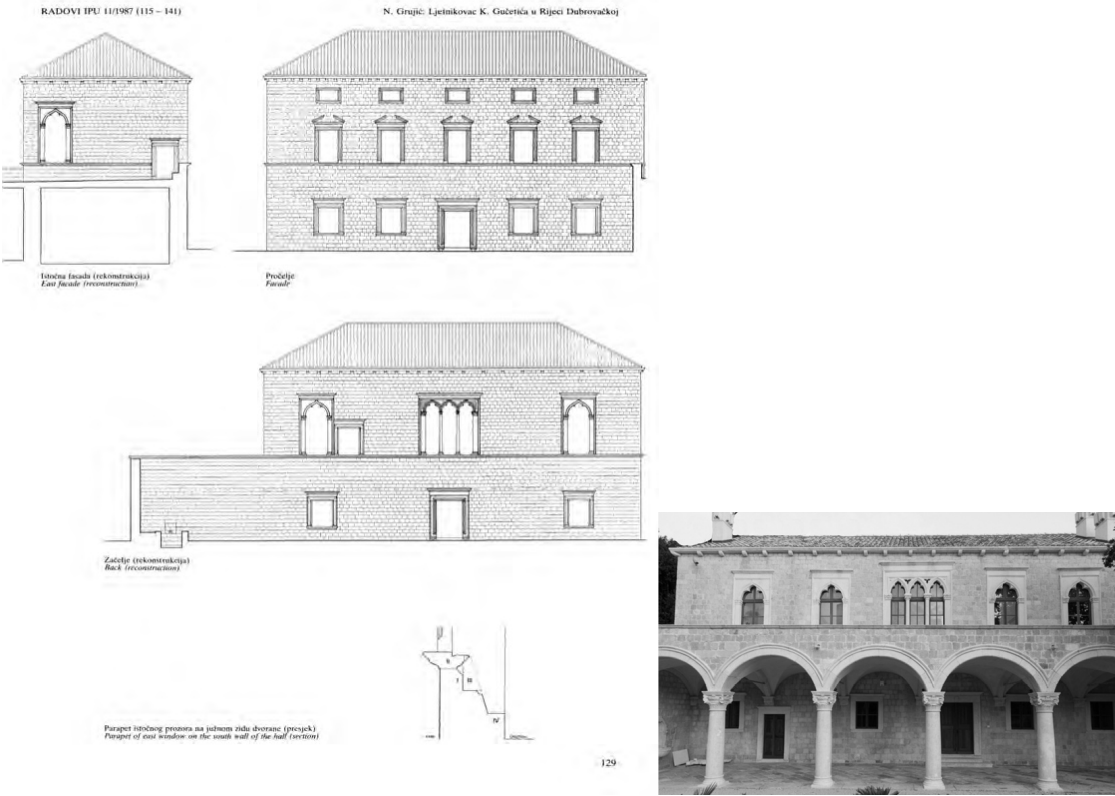 RADOVI IPU 11/1987 (115 – 141)
N. Grujić: Ljetnikovac K. Gučetića u Rijeci Dubrovačkoj
Istočna fasada (rekonstrukcija)
East facade (reconstruction)
Pročelje
Facade
Začelje (rekonstrukcija)
Back (reconstruction)
Parapet istočnog prozora na južnom zidu dvorane (presjek)
Parapet of east window on the south wall of the hall (section)
129